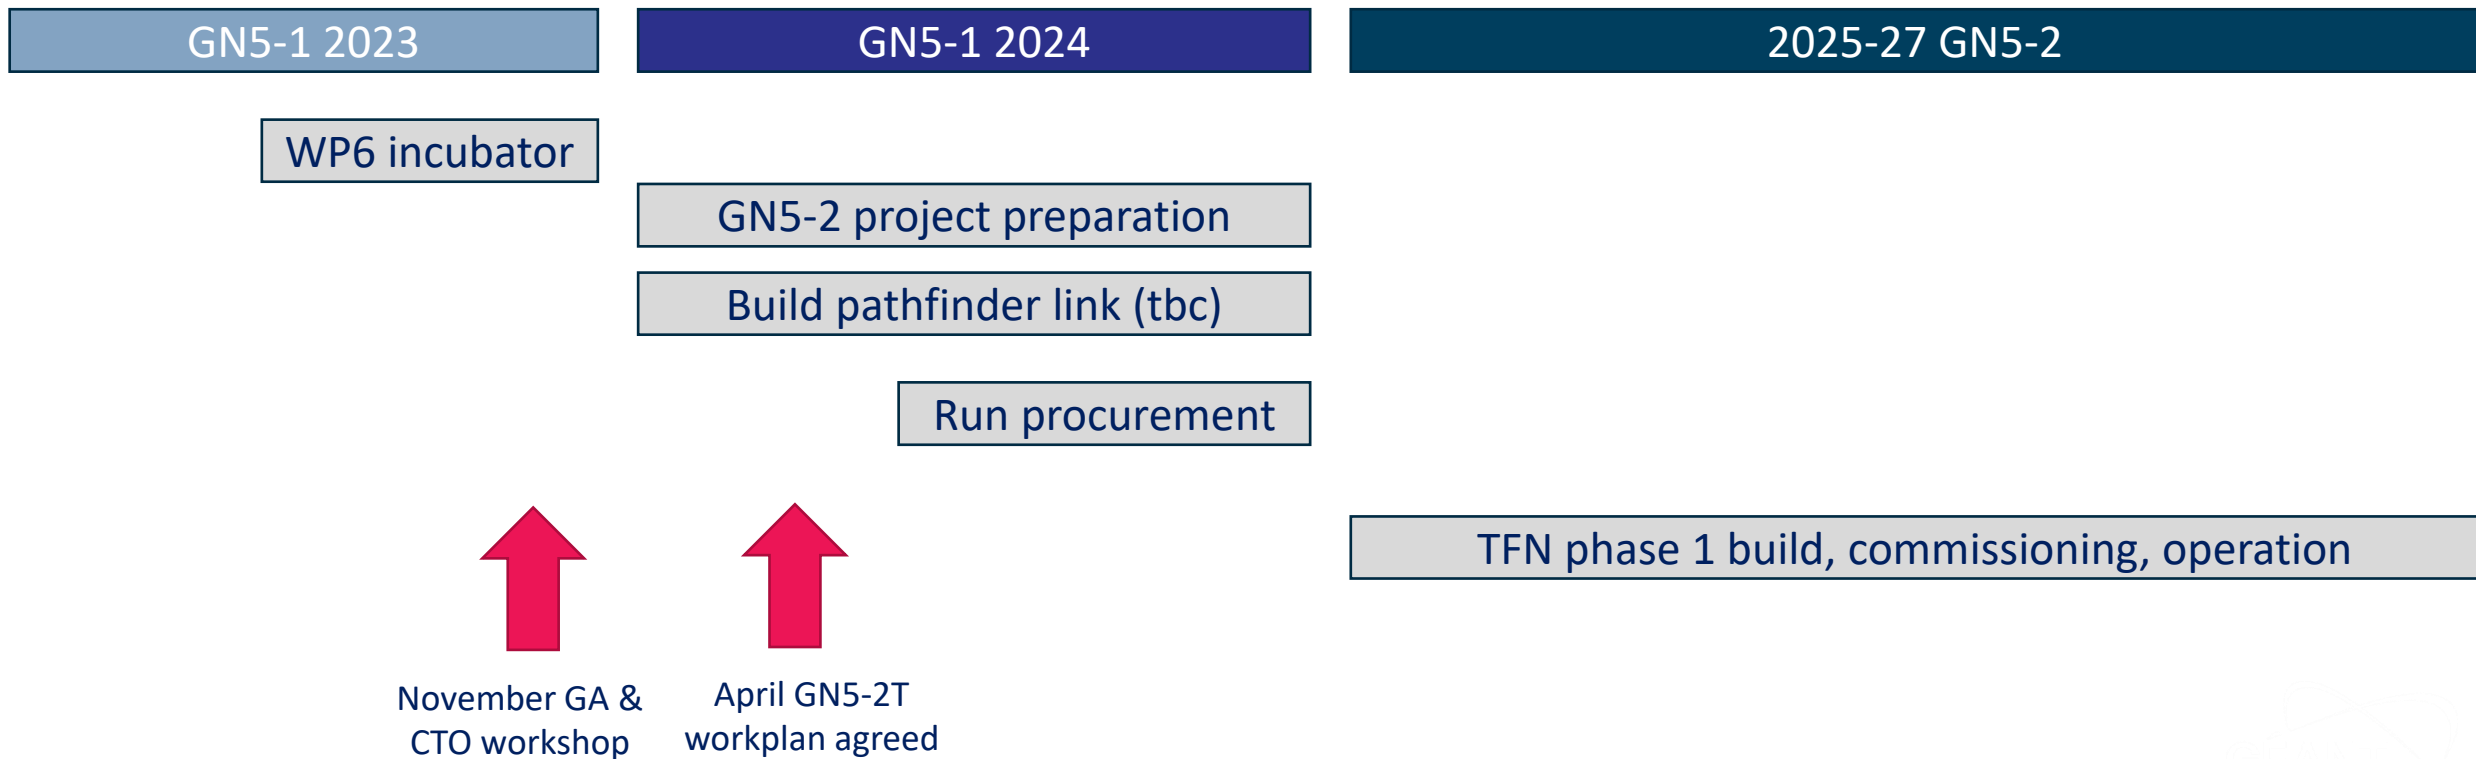 GN5-1 2023
GN5-1 2024
2025-27 GN5-2
WP6 incubator
GN5-2 project preparation
Build pathfinder link (tbc)
Run procurement
TFN phase 1 build, commissioning, operation
November GA &
CTO workshop
April GN5-2T
workplan agreed